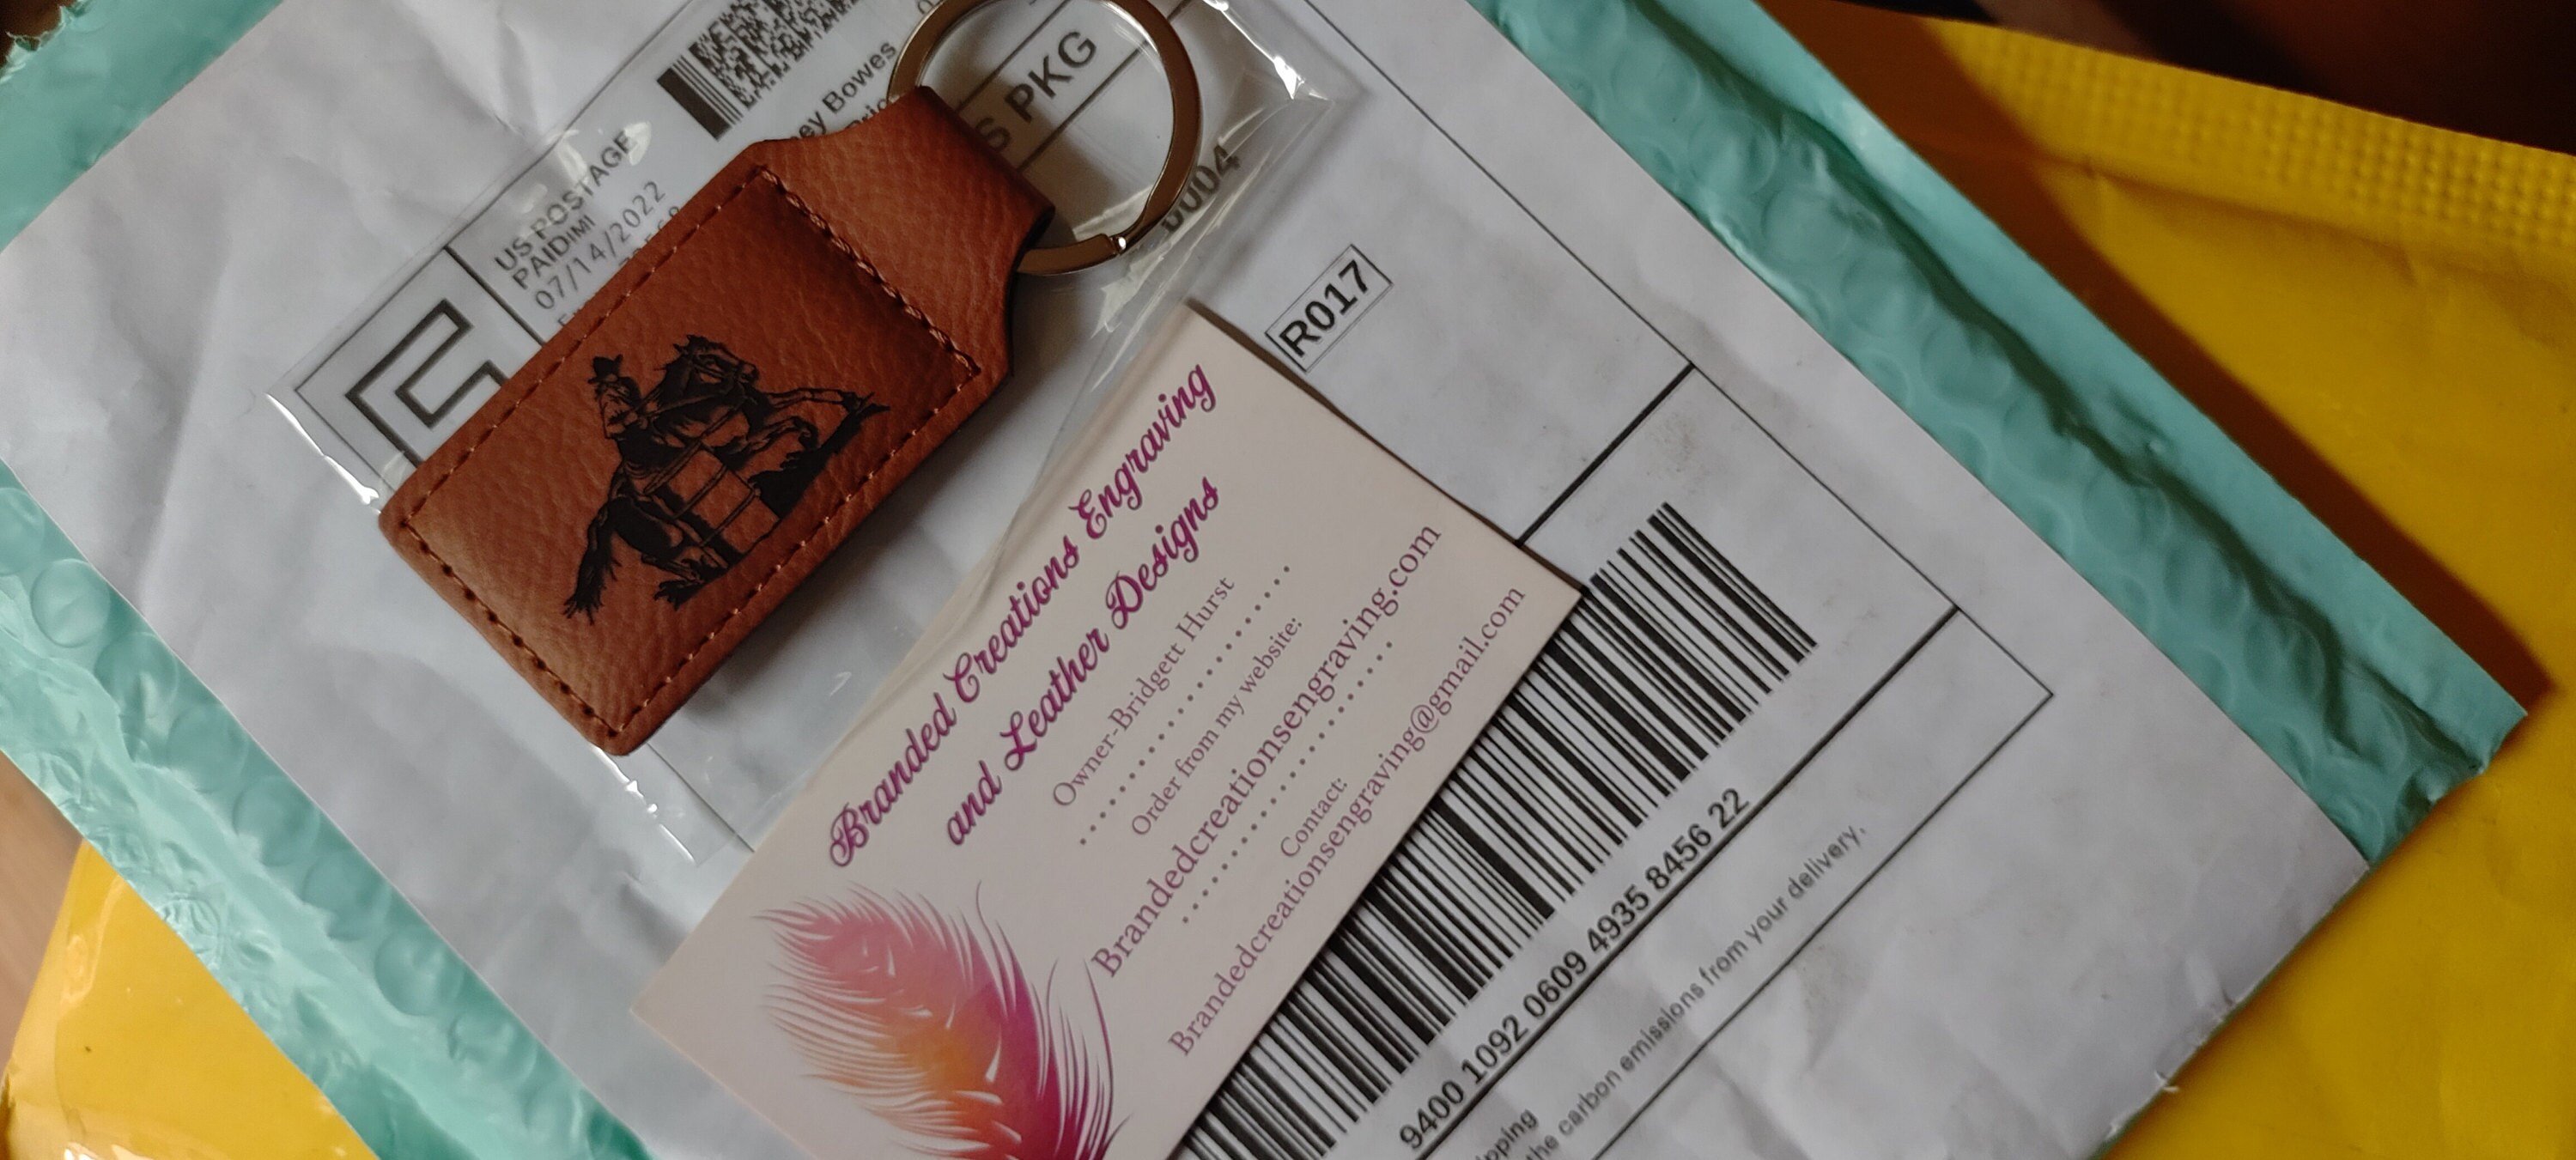 US POSTAGE
PAID IMI
07/14/2022
ey Bowes
S PKG
0004
R017
Branded Creations Engraving
and Leather Designs
Owner-Bridgett Hurst
Order from my website:
Brandedcreationsengraving.com
Contact:
Brandedcreationsengraving@gmail.com
9400 1092 0609 4935 8456 22
the carbon emissions from your delivery.